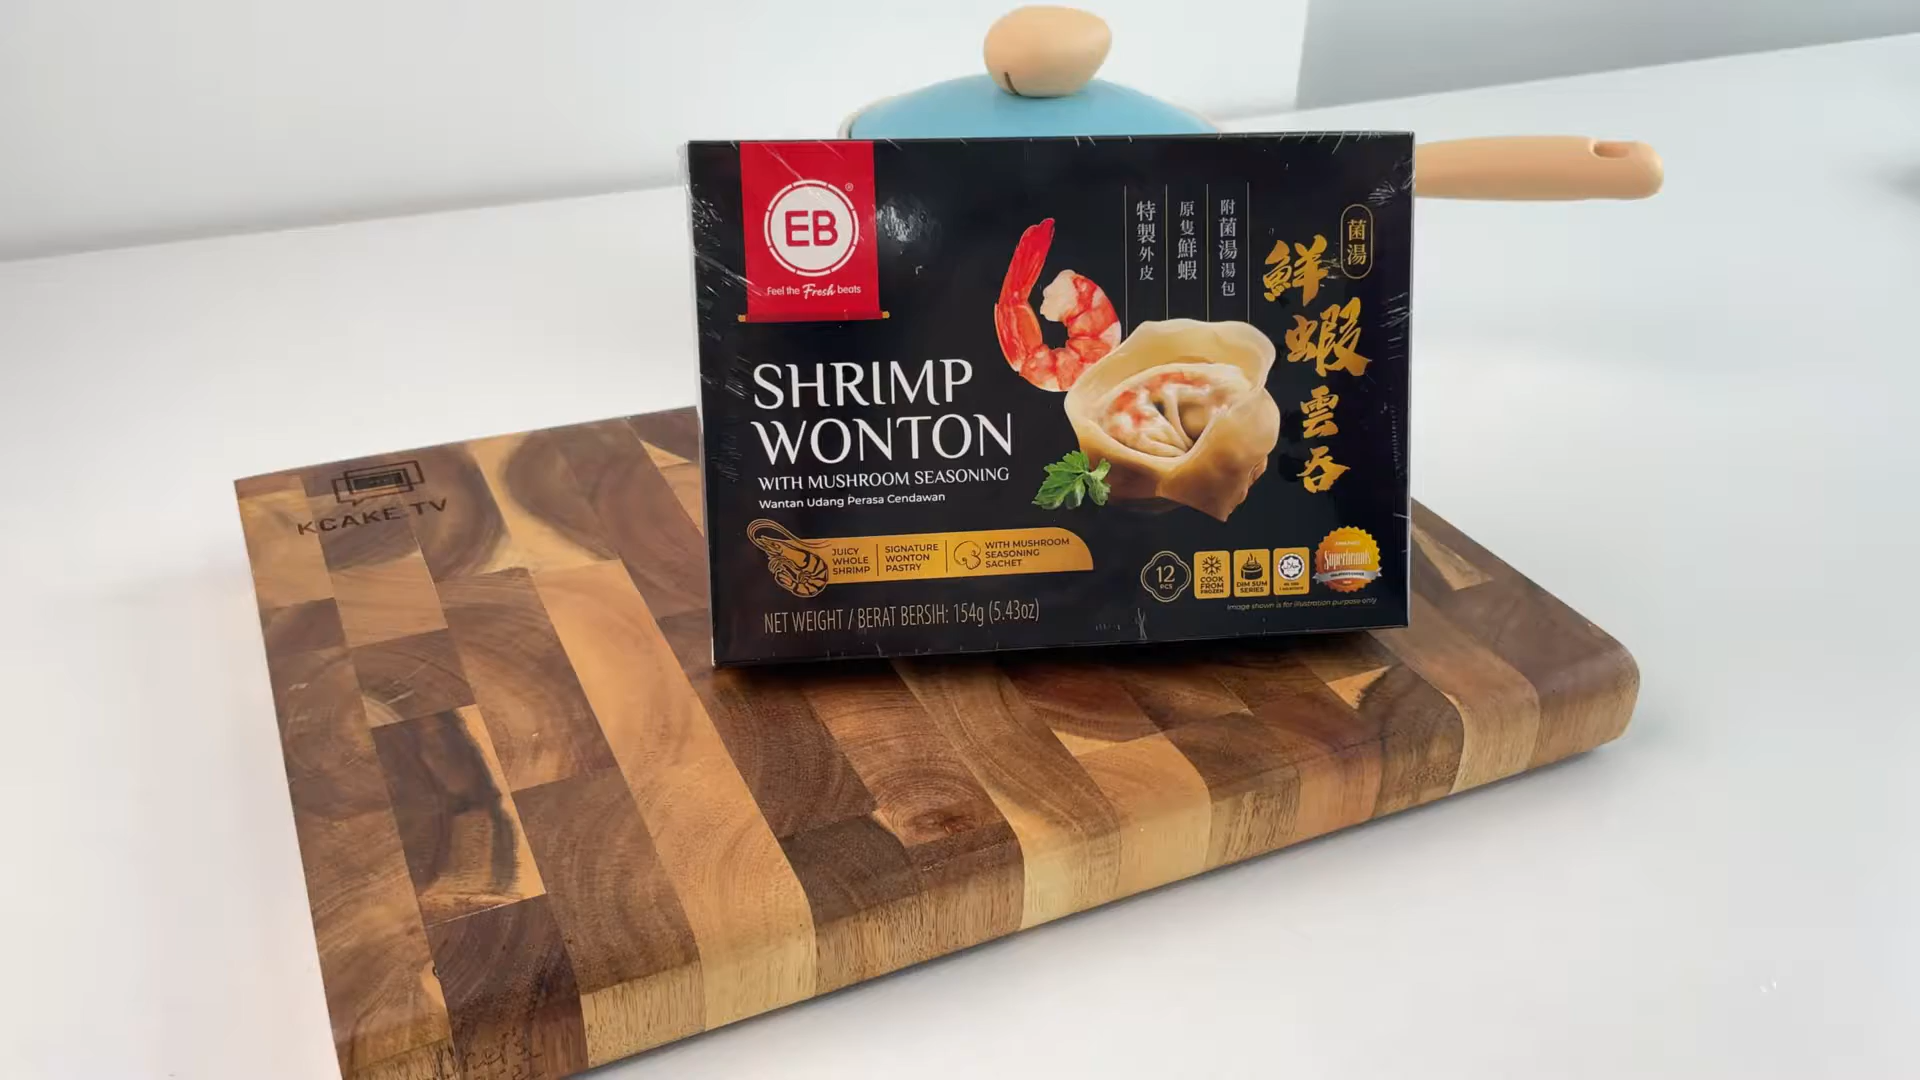 KCAKE TV
EB
®
Feel the Fresh beats
SHRIMP
WONTON
WITH MUSHROOM SEASONING
Wantan Udang Perasa Cendawan
JUICY
WHOLE
SHRIMP
SIGNATURE
WONTON
PASTRY
WITH MUSHROOM
SEASONING
SACHET
NET WEIGHT / BERAT BERSIH: 154g (5.43oz)
特製外皮
原隻鮮蝦
附菌湯湯包
菌湯
鮮蝦雲吞
12
PCS
COOK
FROM
FROZEN
DIM SUM
SERIES
Superbrands
Image shown is for illustration purpose only